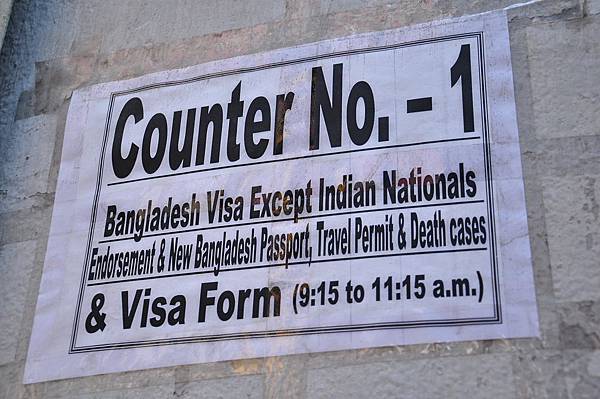 Counter No. - 1
Bangladesh Visa Except Indian Nationals
Endorsement & New Bangladesh Passport, Travel Permit & Death cases
& Visa Form (9:15 to 11:15 a.m.)